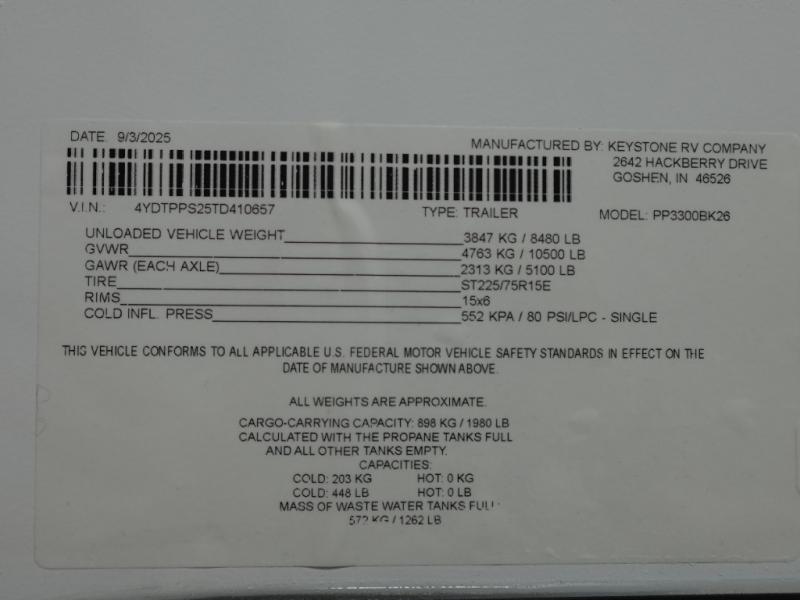 DATE 9/3/2025
MANUFACTURED BY: KEYSTONE RV COMPANY
2642 HACKBERRY DRIVE
GOSHEN, IN 46526
V.I.N.: 4YDTPPS25TD410657 TYPE: TRAILER MODEL: PP3300BK26
UNLOADED VEHICLE WEIGHT 3847 KG / 8480 LB
GVWR 4763 KG / 10500 LB
GAWR (EACH AXLE) 2313 KG / 5100 LB
TIRE ST225/75R15E
RIMS 15x6
COLD INFL. PRESS 552 KPA / 80 PSI/LPC - SINGLE
THIS VEHICLE CONFORMS TO ALL APPLICABLE U.S. FEDERAL MOTOR VEHICLE SAFETY STANDARDS IN EFFECT ON THE
DATE OF MANUFACTURE SHOWN ABOVE.
ALL WEIGHTS ARE APPROXIMATE.
CARGO-CARRYING CAPACITY: 898 KG / 1980 LB
CALCULATED WITH THE PROPANE TANKS FULL
AND ALL OTHER TANKS EMPTY.
CAPACITIES:
COLD: 203 KG HOT: 0 KG
COLD: 448 LB HOT: 0 LB
MASS OF WASTE WATER TANKS FULL:
572 KG / 1262 LB